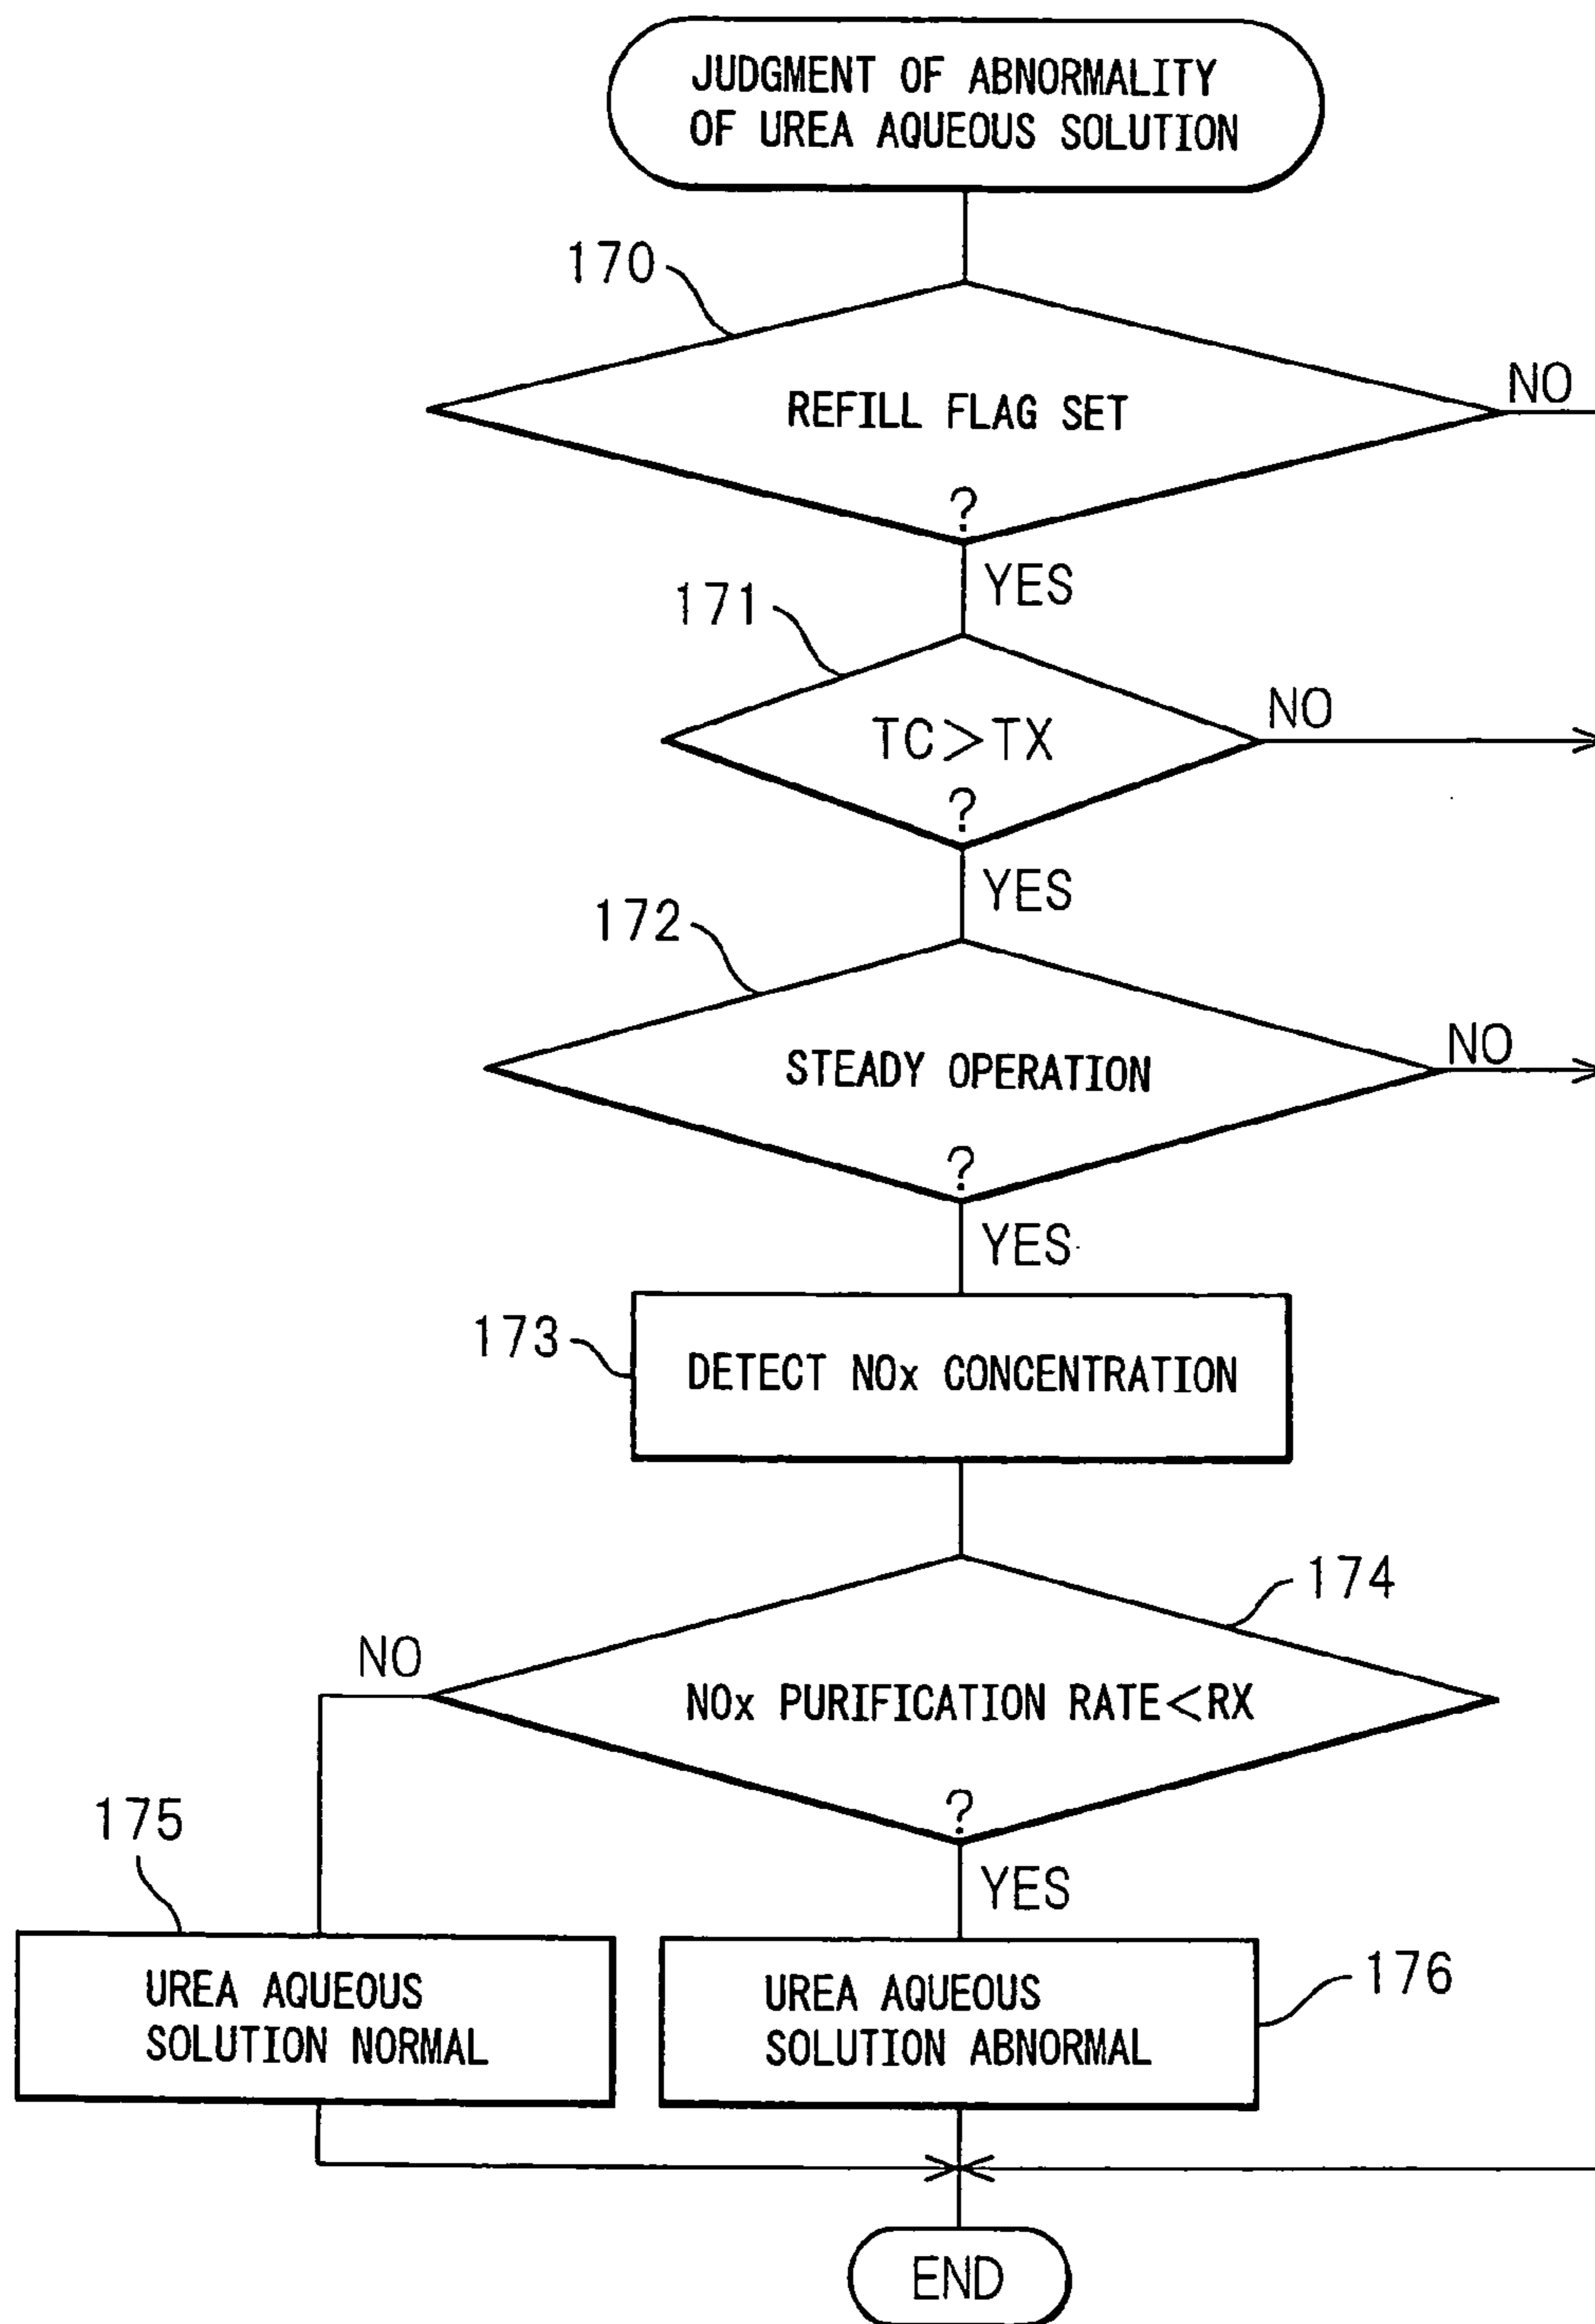 JUDGMENT OF ABNORMALITY
OF UREA AQUEOUS SOLUTION
170
REFILL FLAG SET
?
NO
YES
171
TC>TX
?
NO
YES
172
STEADY OPERATION
?
NO
YES
173
DETECT NOx CONCENTRATION
174
NO
NOx PURIFICATION RATE<RX
?
YES
175
UREA AQUEOUS
SOLUTION NORMAL
UREA AQUEOUS
SOLUTION ABNORMAL
176
END